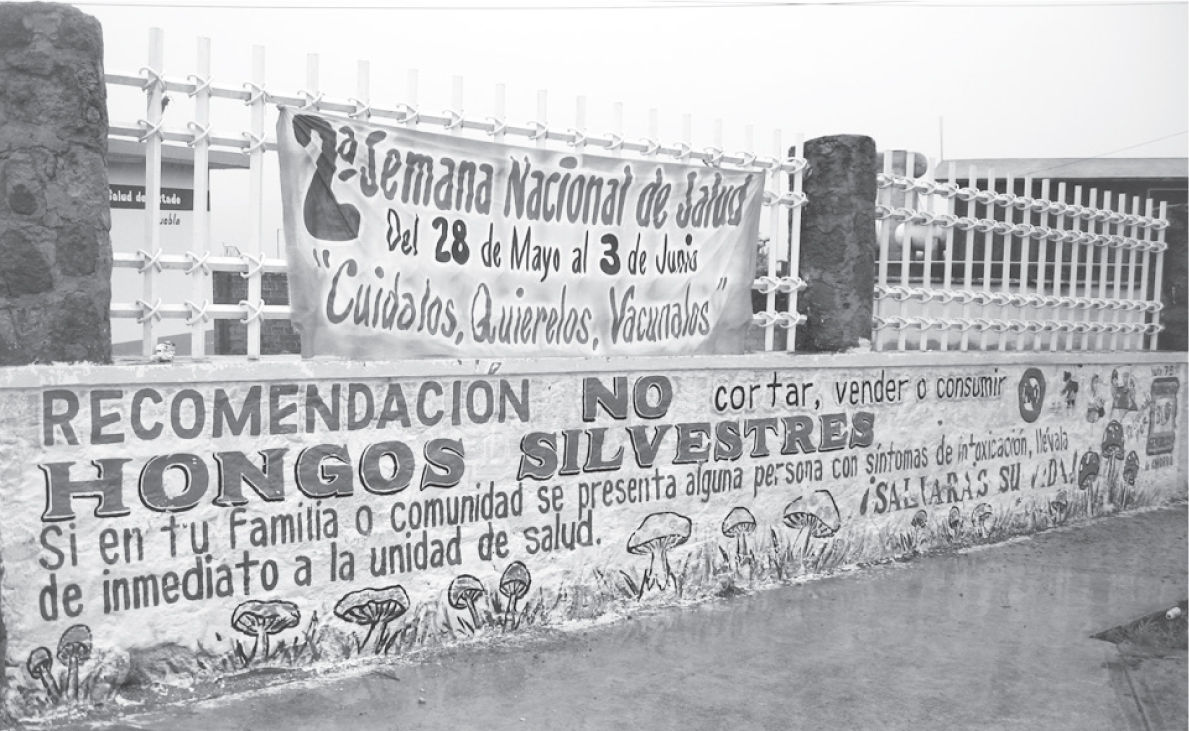 Salud de
2ª Semana Nacional de Salud
Del 28 de Mayo al 3 de Junio
"Cuidalos, Quierelos, Vacunalos"
RECOMENDACION NO cortar, vender o consumir
HONGOS SILVESTRES
Si en tu Familia o comunidad se presenta alguna persona con síntomas de intoxicación, llévala
de inmediato a la unidad de salud. ¡SALVARAS SU VIDA!